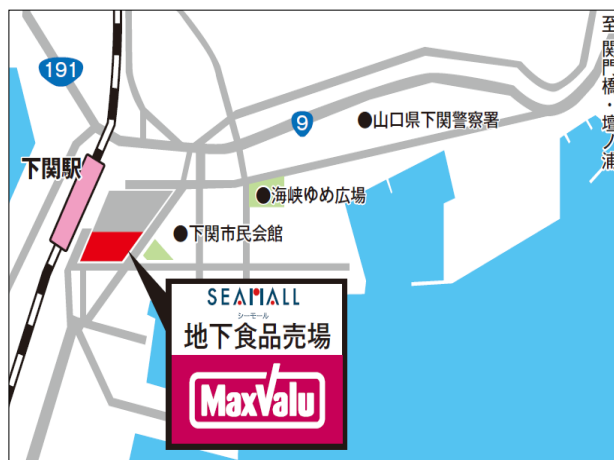 191
9
●山口県下関警察署
至 関門橋・壇ノ浦
下関駅
●海峡ゆめ広場
●下関市民会館
SEAMALL
シーモール
地下食品売場
MaxValu